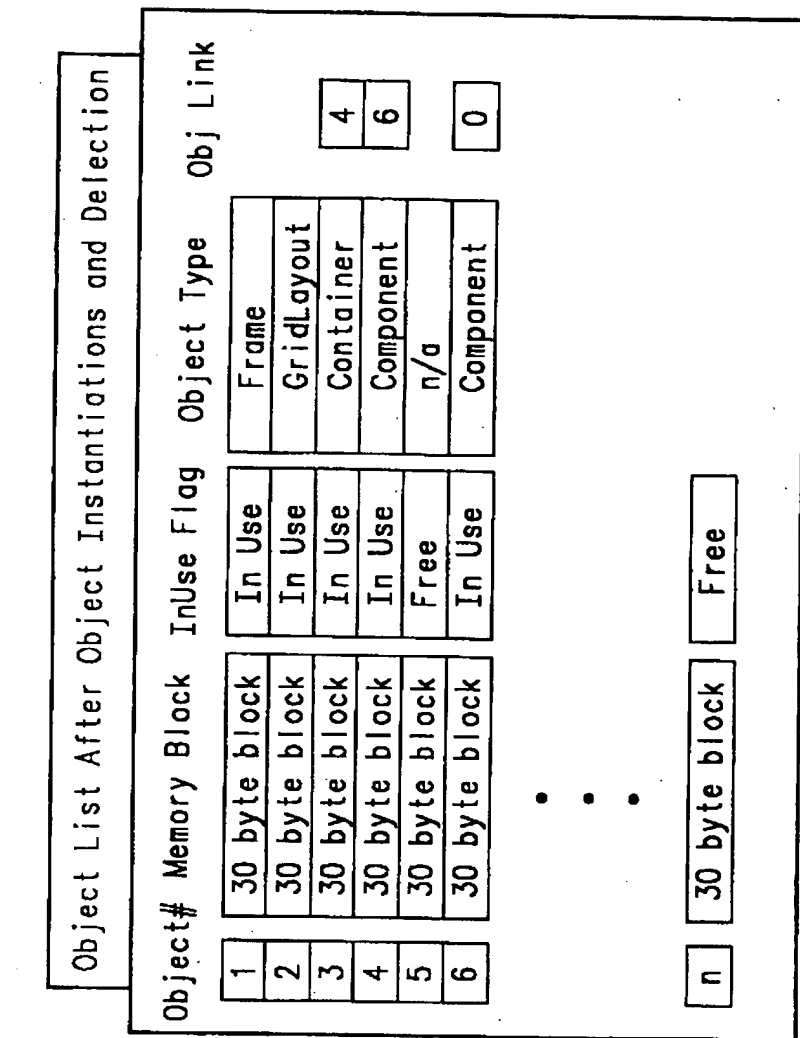 Object List After Object Instantiations and Delection
Object# Memory Block InUse Flag Object Type Obj Link
1 30 byte block In Use Frame
2 30 byte block In Use GridLayout
3 30 byte block In Use Container 4
4 30 byte block In Use Component 6
5 30 byte block Free n/a
6 30 byte block In Use Component 0
n 30 byte block Free